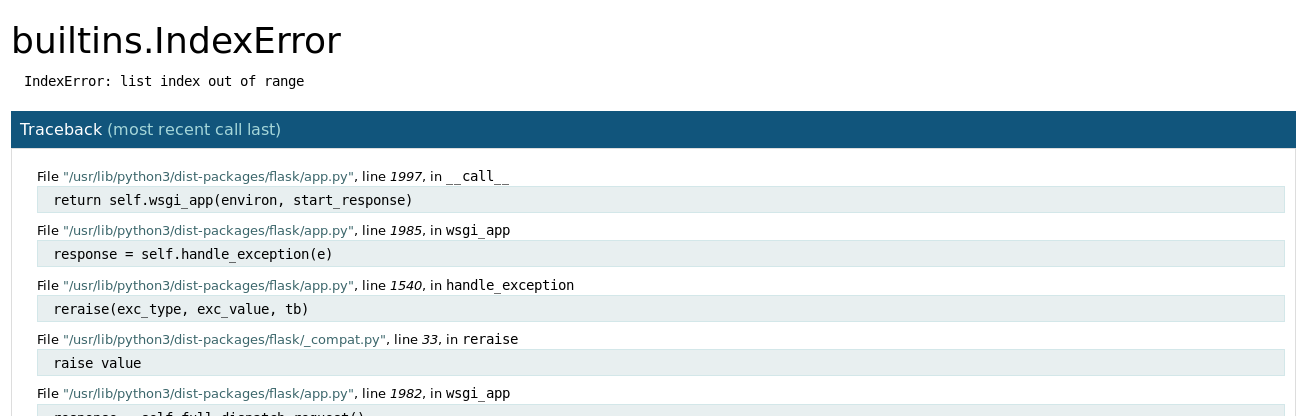 builtins.IndexError
IndexError: list index out of range
Traceback (most recent call last)
File "/usr/lib/python3/dist-packages/flask/app.py", line 1997, in __call__
return self.wsgi_app(environ, start_response)
File "/usr/lib/python3/dist-packages/flask/app.py", line 1985, in wsgi_app
response = self.handle_exception(e)
File "/usr/lib/python3/dist-packages/flask/app.py", line 1540, in handle_exception
reraise(exc_type, exc_value, tb)
File "/usr/lib/python3/dist-packages/flask/_compat.py", line 33, in reraise
raise value
File "/usr/lib/python3/dist-packages/flask/app.py", line 1982, in wsgi_app
response = self.full_dispatch_request()